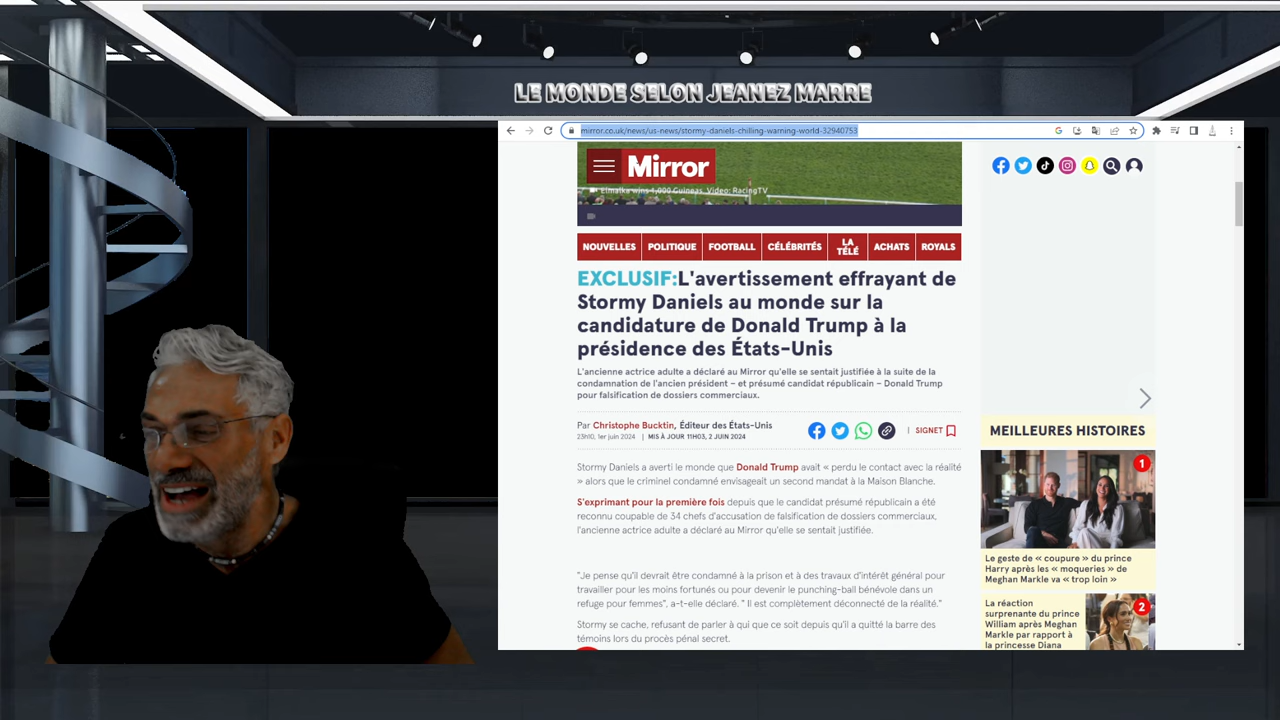 LE MONDE SELON JEANEZ MARRE
mirror.co.uk/news/us-news/stormy-daniels-chilling-warning-world-32940753
Mirror
Elmalka wins 1,000 Guineas. Video: RacingTV
NOUVELLES
POLITIQUE
FOOTBALL
CÉLÉBRITÉS
LA
TÉLÉ
ACHATS
ROYALS
EXCLUSIF:L'avertissement effrayant de
Stormy Daniels au monde sur la
candidature de Donald Trump à la
présidence des États-Unis
L'ancienne actrice adulte a déclaré au Mirror qu'elle se sentait justifiée à la suite de la
condamnation de l'ancien président – et présumé candidat républicain – Donald Trump
pour falsification de dossiers commerciaux.
Par Christophe Bucktin, Éditeur des États-Unis
23h10, 1er juin 2024 | MIS À JOUR 11H03, 2 JUIN 2024
| SIGNET
Stormy Daniels a averti le monde que Donald Trump avait « perdu le contact avec la réalité
» alors que le criminel condamné envisageait un second mandat à la Maison Blanche.
S'exprimant pour la première fois depuis que le candidat présumé républicain a été
reconnu coupable de 34 chefs d'accusation de falsification de dossiers commerciaux,
l'ancienne actrice adulte a déclaré au Mirror qu'elle se sentait justifiée.
"Je pense qu'il devrait être condamné à la prison et à des travaux d'intérêt général pour
travailler pour les moins fortunés ou pour devenir le punching-ball bénévole dans un
refuge pour femmes", a-t-elle déclaré. " Il est complètement déconnecté de la réalité."
Stormy se cache, refusant de parler à qui que ce soit depuis qu'il a quitté la barre des
témoins lors du procès pénal secret.
MEILLEURES HISTOIRES
1
Le geste de « coupure » du prince
Harry après les « moqueries » de
Meghan Markle va « trop loin »
2
La réaction
surprenante du prince
William après Meghan
Markle par rapport à
la princesse Diana